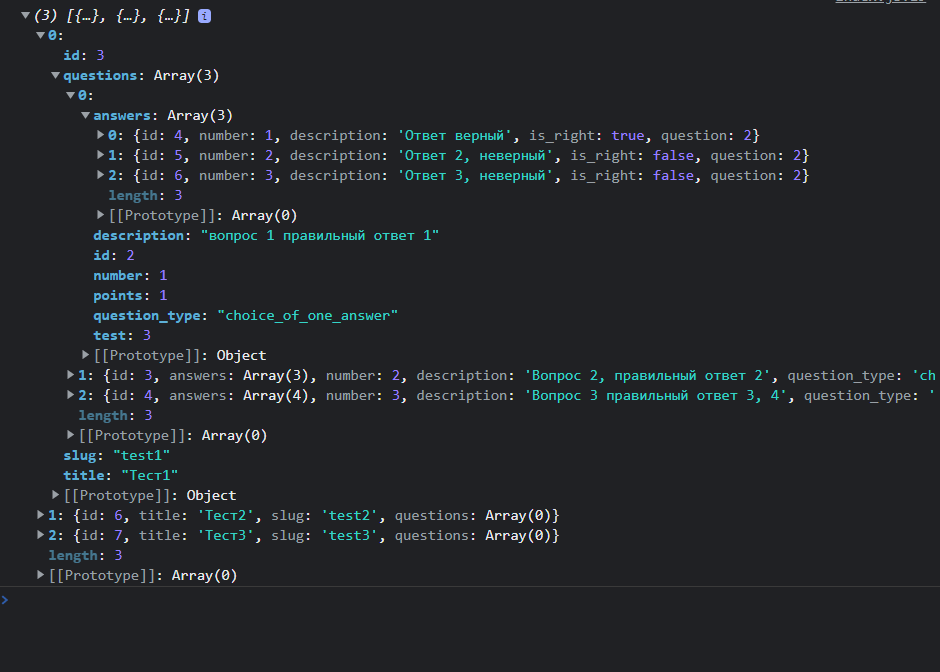 (3) [{…}, {…}, {…}] i
0:
id: 3
questions: Array(3)
0:
answers: Array(3)
0: {id: 4, number: 1, description: 'Ответ верный', is_right: true, question: 2}
1: {id: 5, number: 2, description: 'Ответ 2, неверный', is_right: false, question: 2}
2: {id: 6, number: 3, description: 'Ответ 3, неверный', is_right: false, question: 2}
length: 3
[[Prototype]]: Array(0)
description: "вопрос 1 правильный ответ 1"
id: 2
number: 1
points: 1
question_type: "choice_of_one_answer"
test: 3
[[Prototype]]: Object
1: {id: 3, answers: Array(3), number: 2, description: 'Вопрос 2, правильный ответ 2', question_type: 'ch
2: {id: 4, answers: Array(4), number: 3, description: 'Вопрос 3 правильный ответ 3, 4', question_type: '
length: 3
[[Prototype]]: Array(0)
slug: "test1"
title: "Тест1"
[[Prototype]]: Object
1: {id: 6, title: 'Тест2', slug: 'test2', questions: Array(0)}
2: {id: 7, title: 'Тест3', slug: 'test3', questions: Array(0)}
length: 3
[[Prototype]]: Array(0)